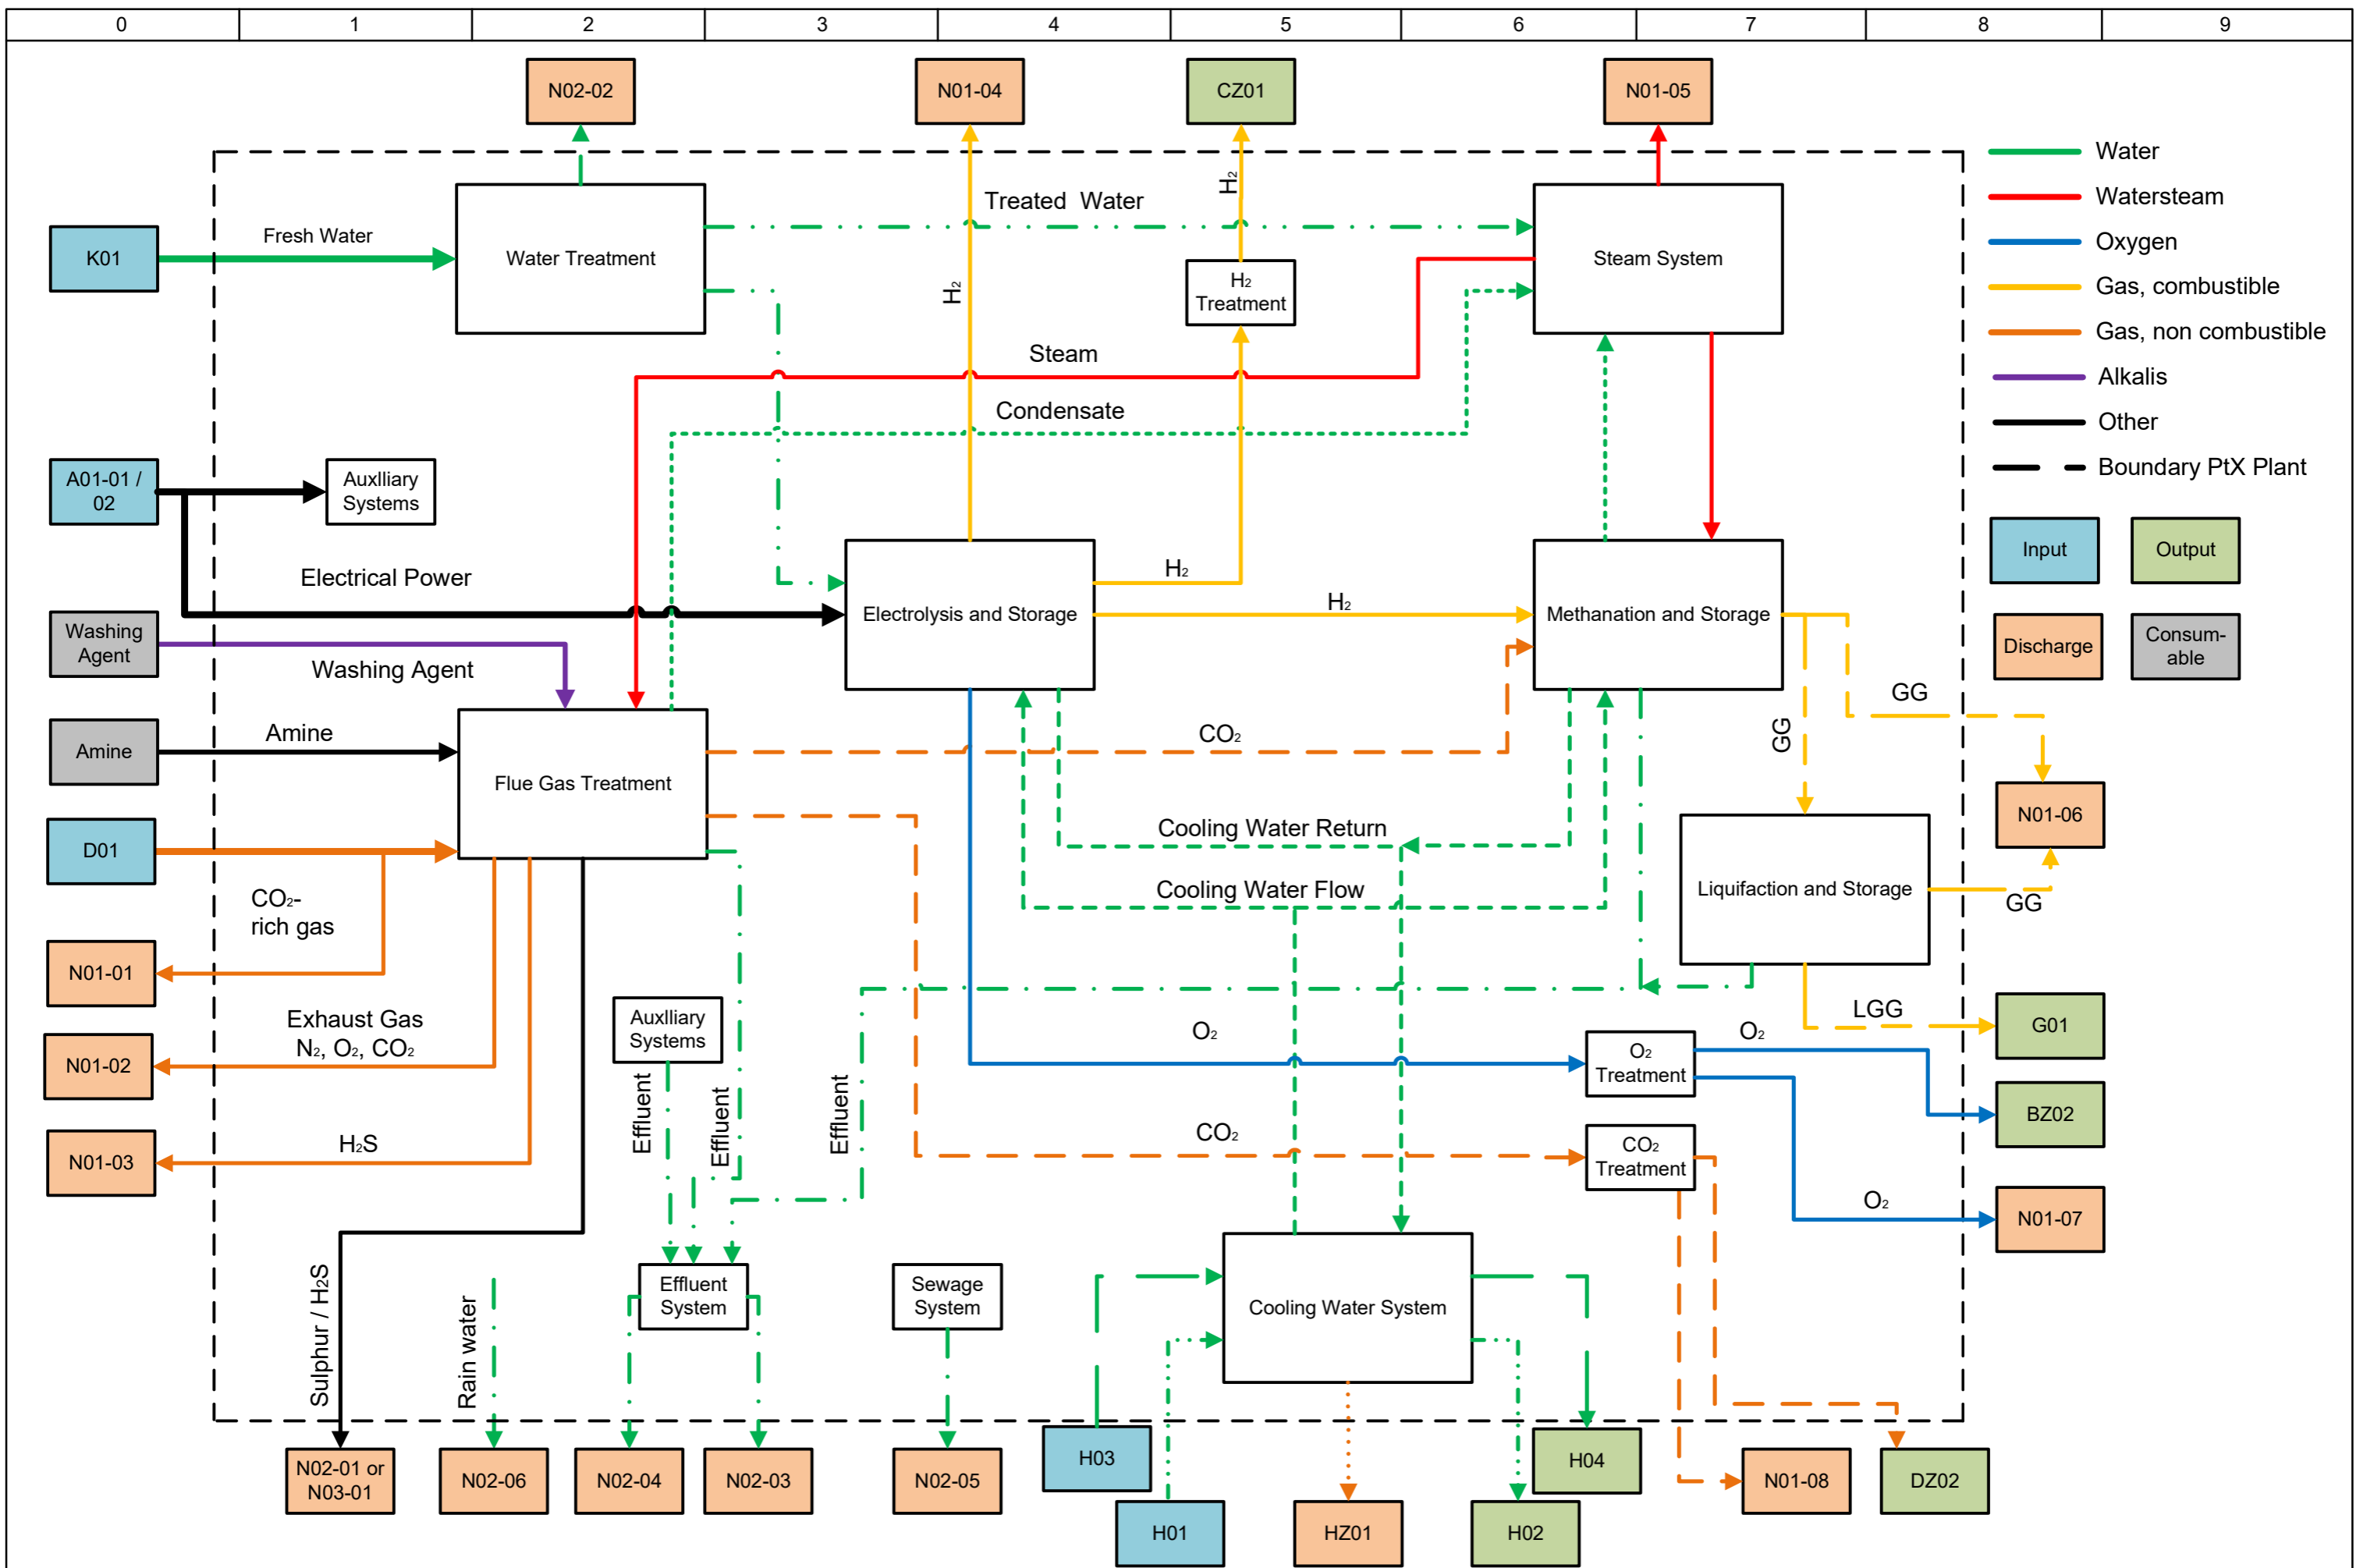 0 1 2 3 4 5 6 7 8 9
N02-02
N01-04
CZ01
N01-05
Water
Watersteam
Oxygen
Gas, combustible
Gas, non combustible
Alkalis
Other
Boundary PtX Plant
Input
Output
Discharge
Consum-
able
K01
Fresh Water
Water Treatment
Treated Water
H₂
H₂
H₂
Treatment
Steam System
Steam
Condensate
A01-01 /
02
Auxlliary
Systems
Electrical Power
Washing
Agent
Washing Agent
Electrolysis and Storage
H₂
H₂
Methanation and Storage
GG
GG
Amine
Amine
Flue Gas Treatment
CO₂
D01
CO₂-
rich gas
Cooling Water Return
Cooling Water Flow
Liquifaction and Storage
N01-06
GG
N01-01
Exhaust Gas
N₂, O₂, CO₂
N01-02
Auxlliary
Systems
Effluent
Effluent
Effluent
O₂
O₂
Treatment
O₂
LGG
G01
BZ02
N01-03
H₂S
CO₂
CO₂
Treatment
O₂
N01-07
Sulphur / H₂S
Rain water
Effluent
System
Sewage
System
Cooling Water System
N02-01 or
N03-01
N02-06
N02-04
N02-03
N02-05
H03
H01
HZ01
H02
H04
N01-08
DZ02